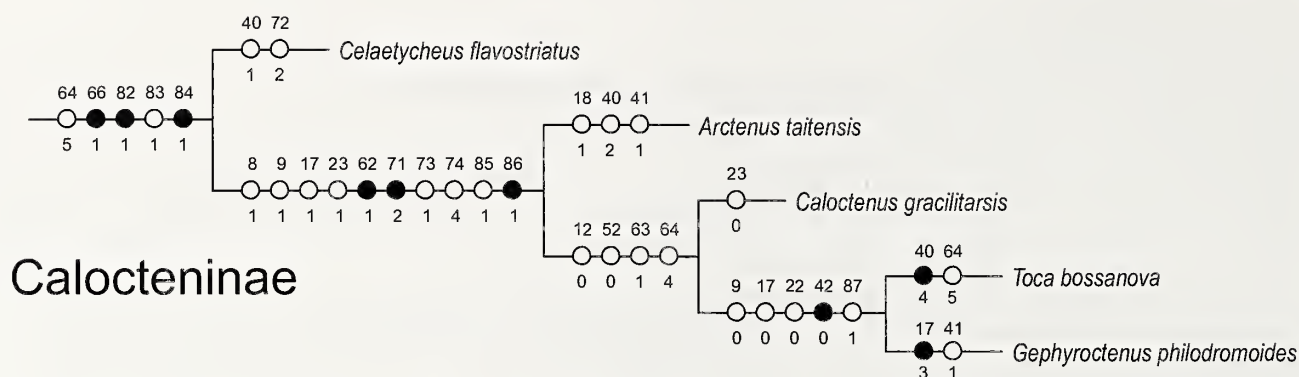 40 72
Celaetycheus flavostriatus
1 2
64 66 82 83 84
5 1 1 1 1
18 40 41
Arctenus taitensis
1 2 1
8 9 17 23 62 71 73 74 85 86
1 1 1 1 1 2 1 4 1 1
23
Caloctenus gracilitarsis
0
12 52 63 64
0 0 1 4
Calocteninae
40 64
Toca bossanova
4 5
9 17 22 42 87
0 0 0 0 1
17 41
Gephyroctenus philodromoides
3 1